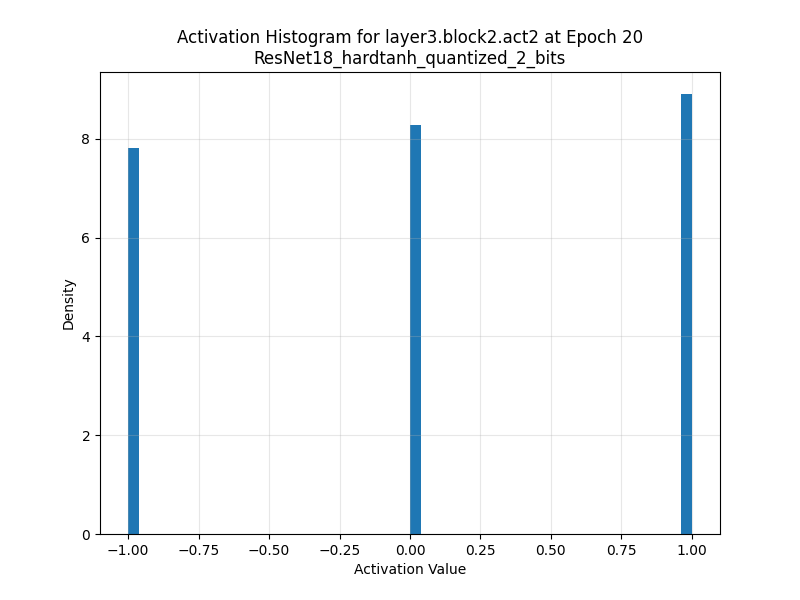 Activation Histogram for layer3.block2.act2 at Epoch 20
ResNet18_hardtanh_quantized_2_bits
Density
8
6
4
2
0
−1.00 −0.75 −0.50 −0.25 0.00 0.25 0.50 0.75 1.00
Activation Value